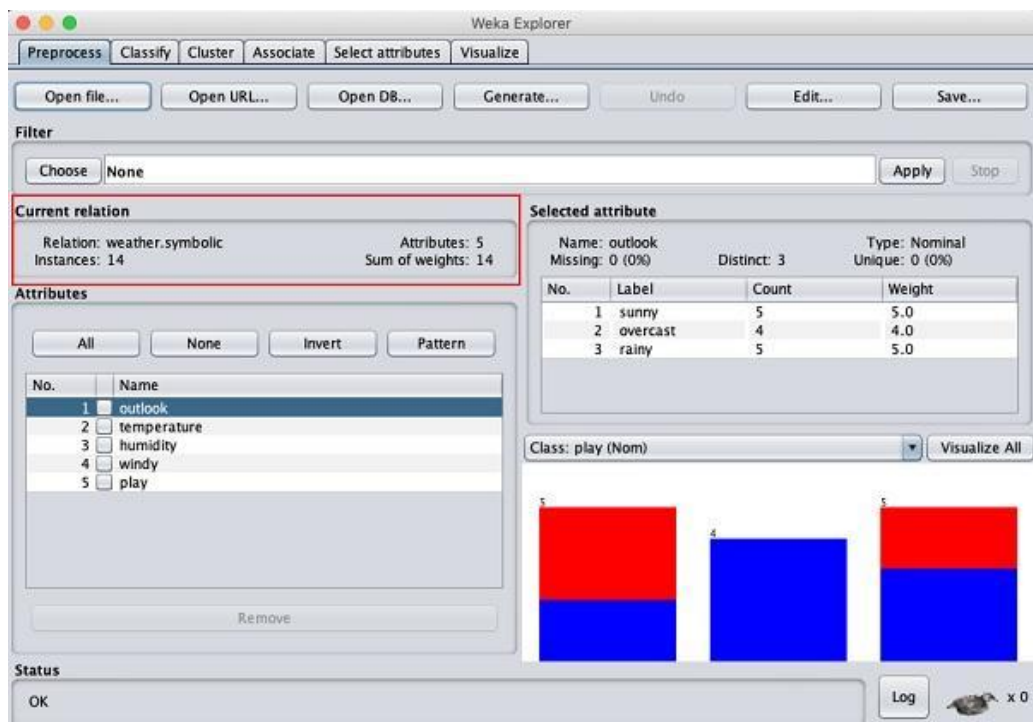 Weka Explorer
Preprocess Classify Cluster Associate Select attributes Visualize
Open file... Open URL... Open DB... Generate... Undo Edit... Save...
Filter
Choose None Apply Stop
Current relation
Relation: weather.symbolic Attributes: 5
Instances: 14 Sum of weights: 14
Selected attribute
Name: outlook Type: Nominal
Missing: 0 (0%) Distinct: 3 Unique: 0 (0%)
No. Label Count Weight
1 sunny 5 5.0
2 overcast 4 4.0
3 rainy 5 5.0
Attributes
All None Invert Pattern
No. Name
1 outlook
2 temperature
3 humidity
4 windy
5 play
Remove
Class: play (Nom) Visualize All
5 4 5
Status
OK Log x 0